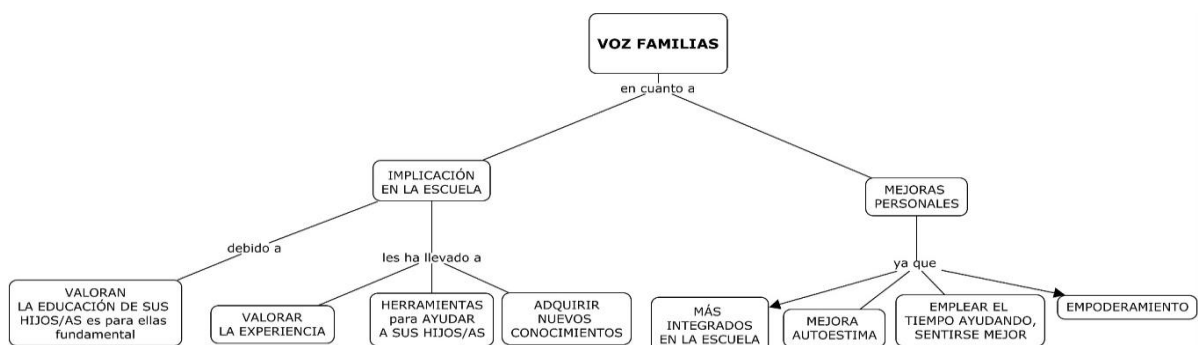 VOZ FAMILIAS
en cuanto a
IMPLICACIÓN
EN LA ESCUELA
MEJORAS
PERSONALES
debido a
les ha llevado a
ya que
VALORAN
LA EDUCACIÓN DE SUS
HIJOS/AS es para ellas
fundamental
VALORAR
LA EXPERIENCIA
HERRAMIENTAS
para AYUDAR
A SUS HIJOS/AS
ADQUIRIR
NUEVOS
CONOCIMIENTOS
MÁS
INTEGRADOS
EN LA ESCUELA
MEJORA
AUTOESTIMA
EMPLEAR EL
TIEMPO AYUDANDO,
SENTIRSE MEJOR
EMPODERAMIENTO